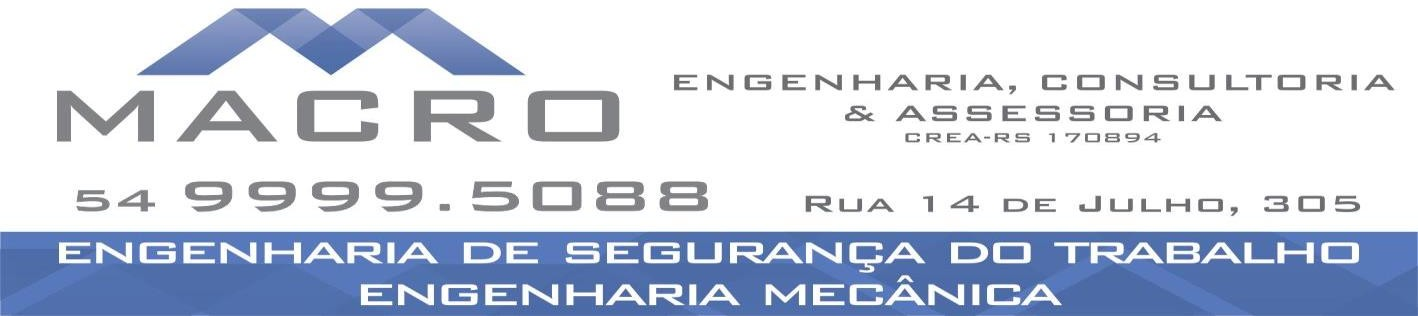 MACRO
ENGENHARIA, CONSULTORIA
& ASSESSORIA
CREA-RS 170894
54 9999.5088
RUA 14 DE JULHO, 305
ENGENHARIA DE SEGURANÇA DO TRABALHO
ENGENHARIA MECÂNICA